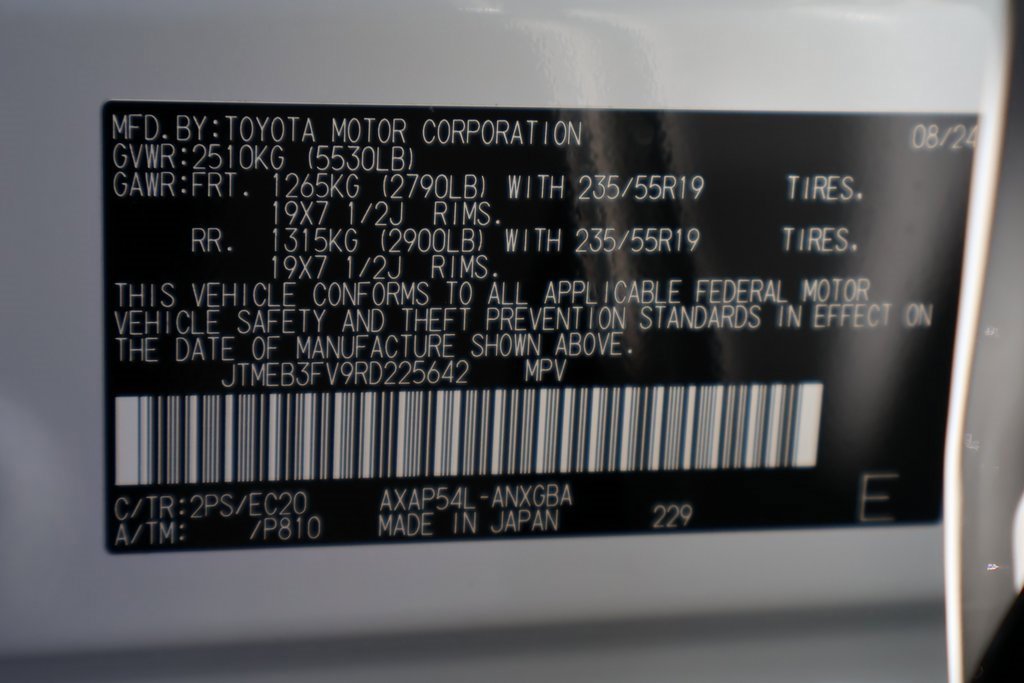 MFD.BY:TOYOTA MOTOR CORPORATION 08/24
GVWR:2510KG (5530LB)
GAWR:FRT. 1265KG (2790LB) WITH 235/55R19 TIRES.
19X7 1/2J RIMS.
RR. 1315KG (2900LB) WITH 235/55R19 TIRES.
19X7 1/2J RIMS.
THIS VEHICLE CONFORMS TO ALL APPLICABLE FEDERAL MOTOR
VEHICLE SAFETY AND THEFT PREVENTION STANDARDS IN EFFECT ON
THE DATE OF MANUFACTURE SHOWN ABOVE.
JTMEB3FV9RD225642 MPV
C/TR:2PS/EC20 AXAP54L-ANXGBA
A/TM: /P810 MADE IN JAPAN 229 E